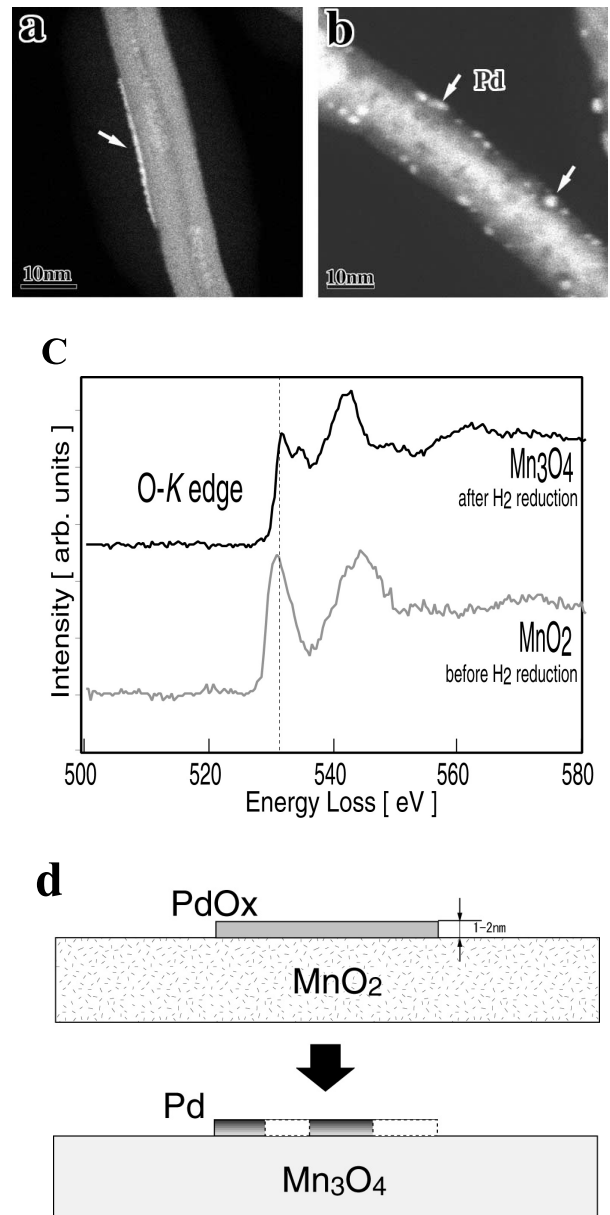 a
10nm
b
Pd
10nm
C
O-K edge
Mn3O4
after H2 reduction
MnO2
before H2 reduction
Intensity [ arb. units]
500 520 540 560 580
Energy Loss [ eV]
d
PdOx
1-2nm
MnO2
Pd
Mn3O4